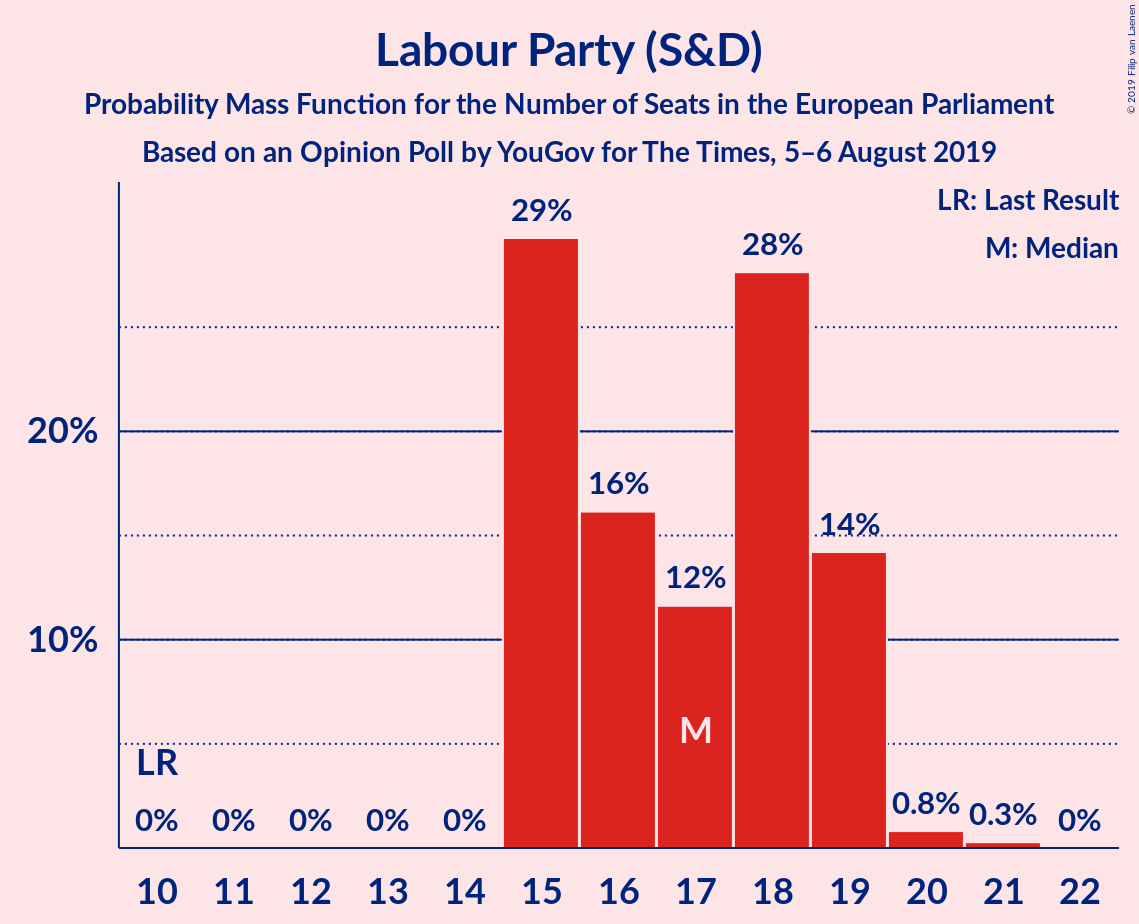 Labour Party (S&D)
Probability Mass Function for the Number of Seats in the European Parliament
Based on an Opinion Poll by YouGov for The Times, 5–6 August 2019
© 2019 Filip van Laenen
LR: Last Result
M: Median
29%
28%
20%
16%
14%
12%
10%
M
LR
0%
0%
0%
0%
0%
0.8%
0.3%
0%
10 11 12 13 14 15 16 17 18 19 20 21 22